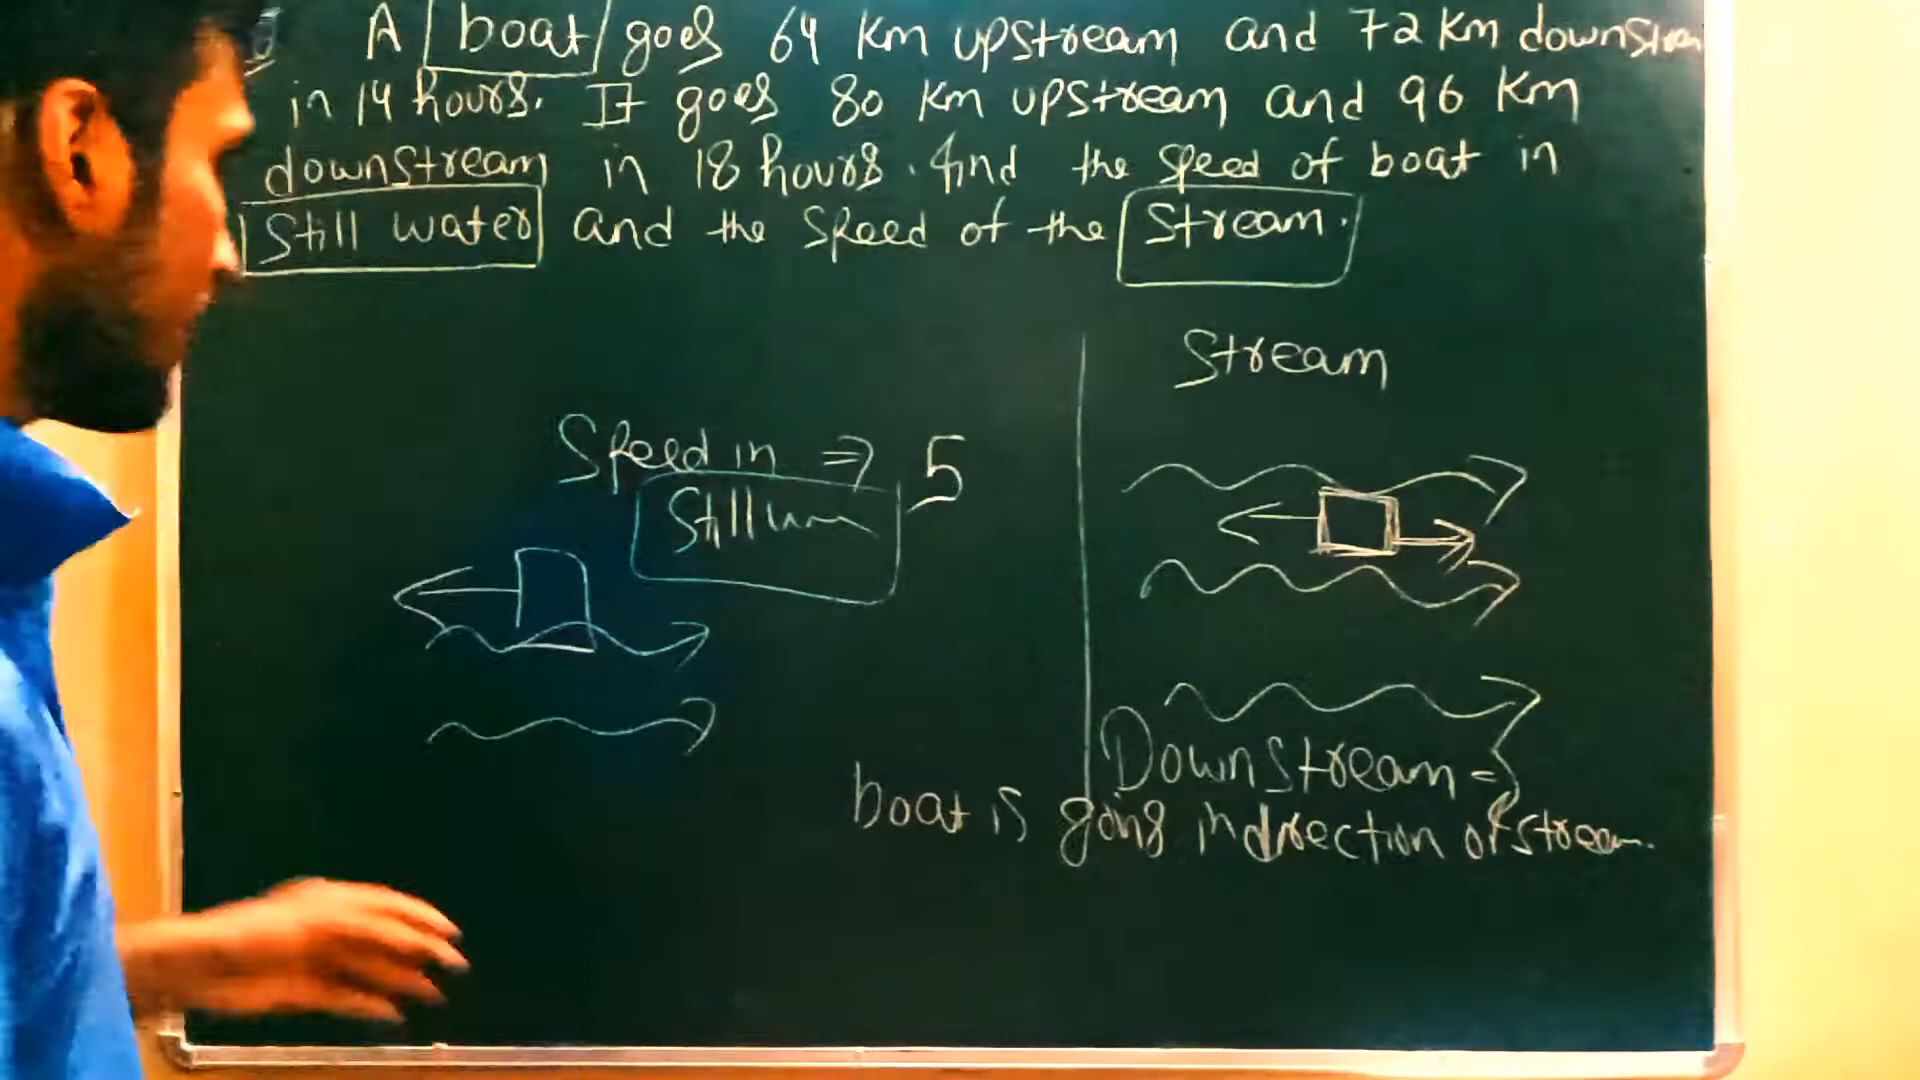 A boat goes 64 Km upstream and 72 Km downstream
in 14 hours. It goes 80 Km upstream and 96 Km
downstream in 18 hours. find the speed of boat in
Still water and the speed of the stream.
Stream
Speed in ⇒ 5
Still
Downstream ⇒
boat is going in direction of stream.